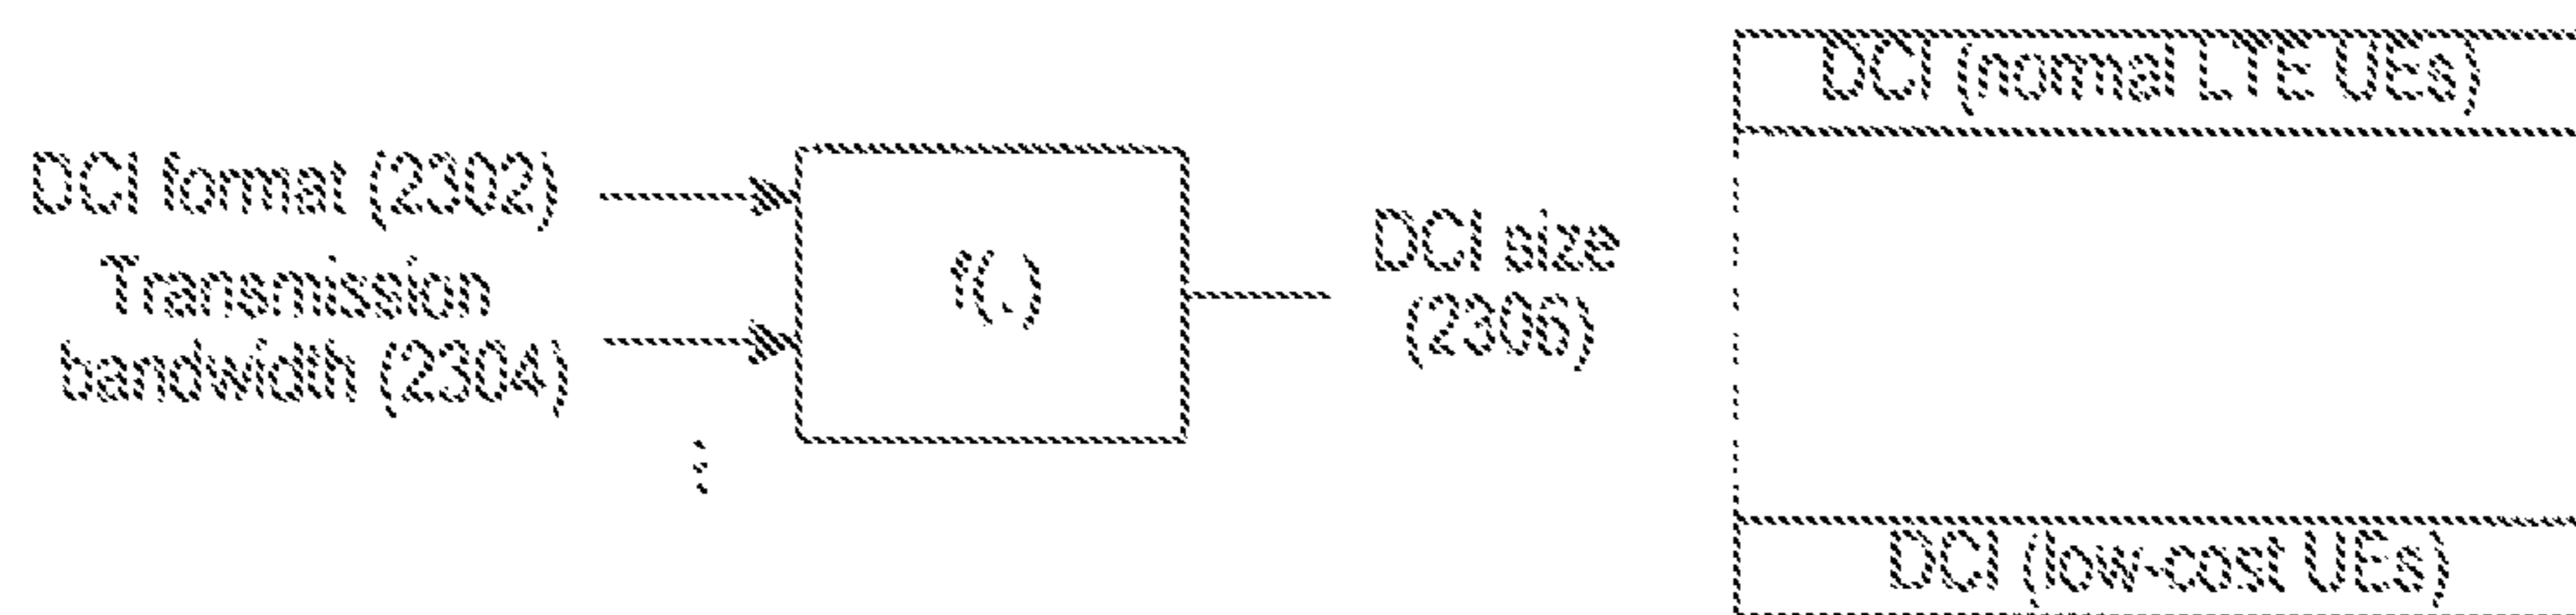 DCI format (2302)
Transmission
bandwidth (2304)
⋮
f(.)
DCI size
(2306)
DCI (normal LTE UEs)
DCI (low-cost UEs)